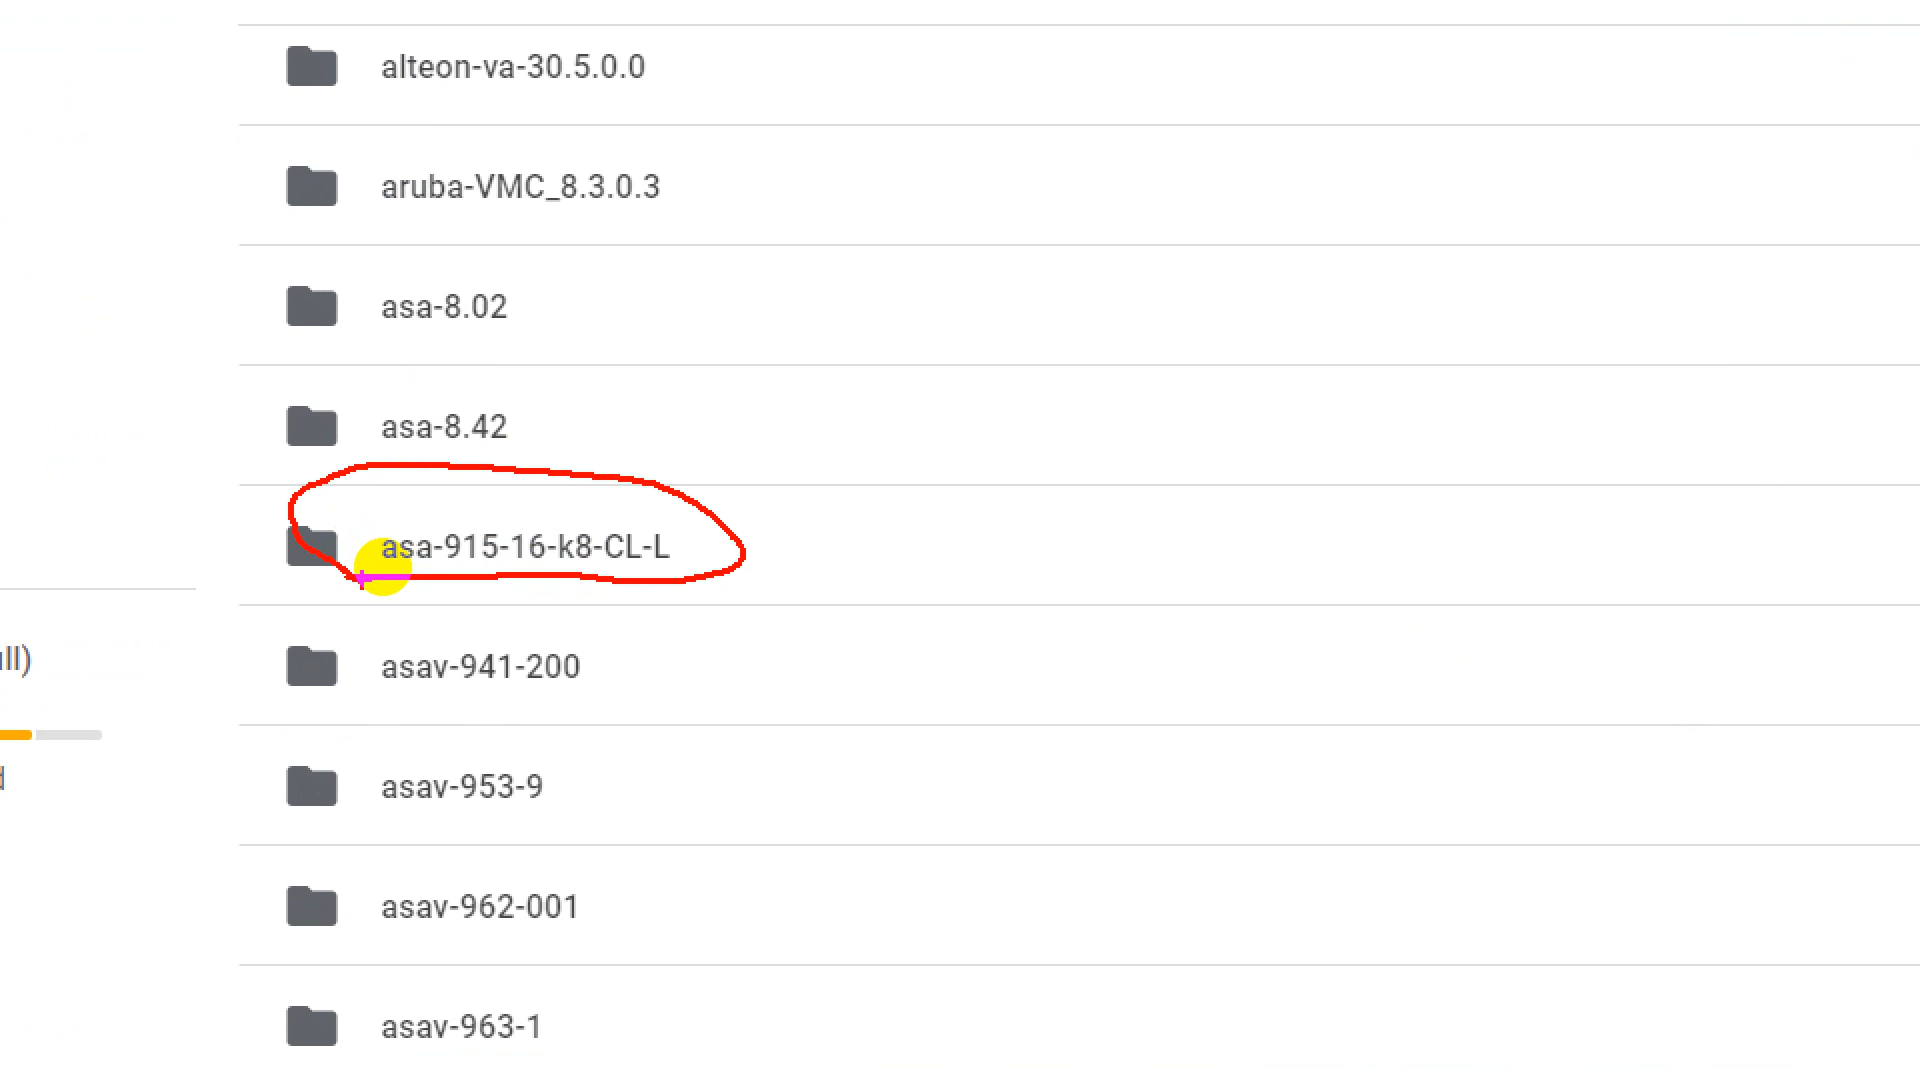 alteon-va-30.5.0.0
aruba-VMC_8.3.0.3
asa-8.02
asa-8.42
asa-915-16-k8-CL-L
asav-941-200
asav-953-9
asav-962-001
asav-963-1